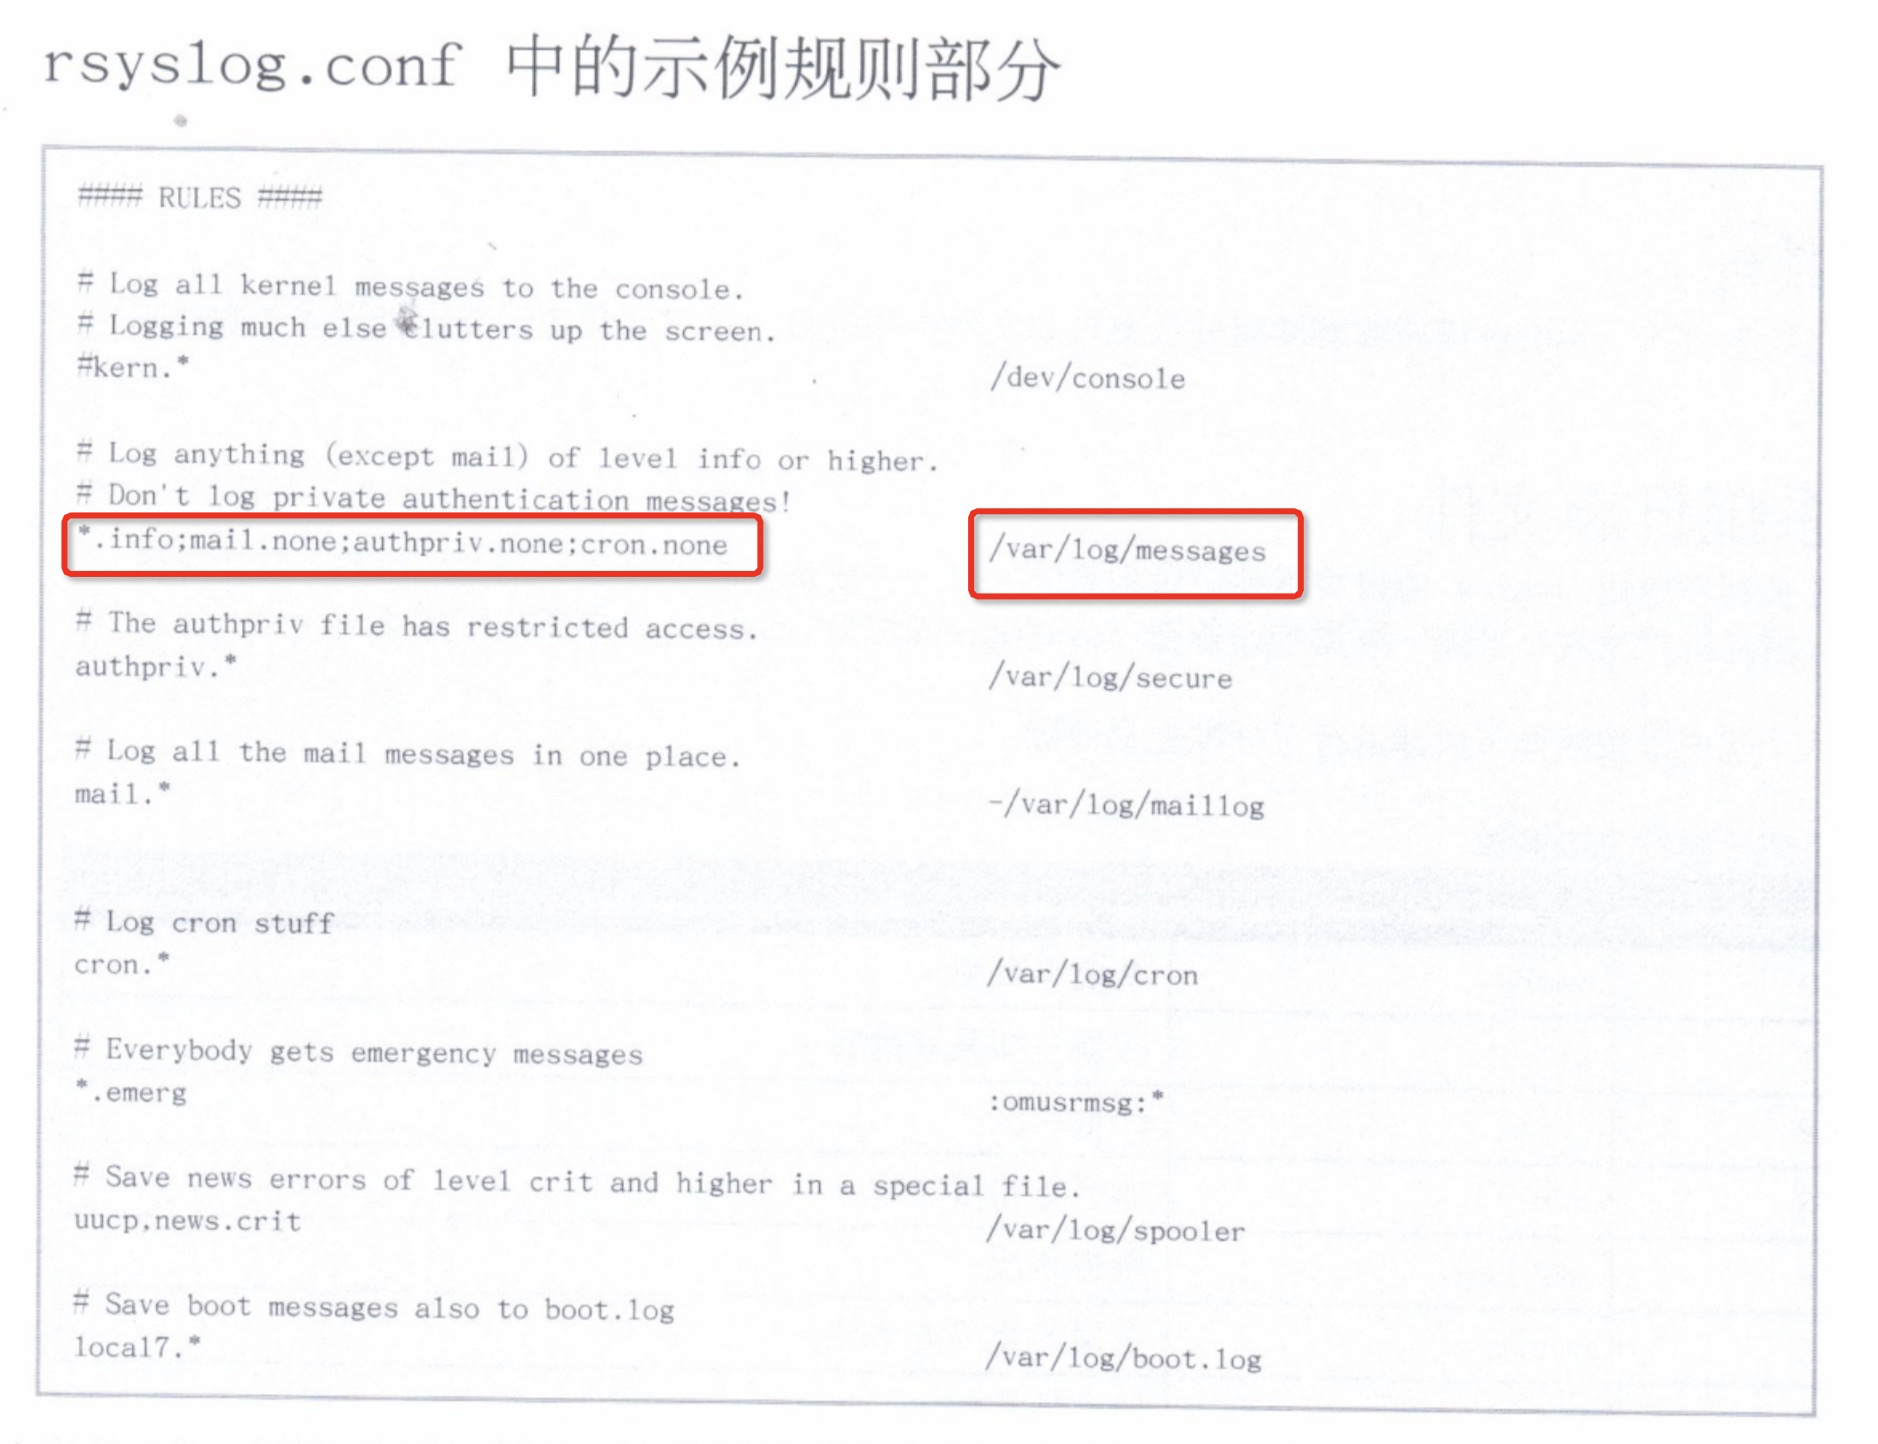 rsyslog.conf 中的示例规则部分
#### RULES ####
# Log all kernel messages to the console.
# Logging much else clutters up the screen.
#kern.* /dev/console
# Log anything (except mail) of level info or higher.
# Don't log private authentication messages!
*.info;mail.none;authpriv.none;cron.none /var/log/messages
# The authpriv file has restricted access.
authpriv.* /var/log/secure
# Log all the mail messages in one place.
mail.* -/var/log/maillog
# Log cron stuff
cron.* /var/log/cron
# Everybody gets emergency messages
*.emerg :omusrmsg:*
# Save news errors of level crit and higher in a special file.
uucp,news.crit /var/log/spooler
# Save boot messages also to boot.log
local7.* /var/log/boot.log